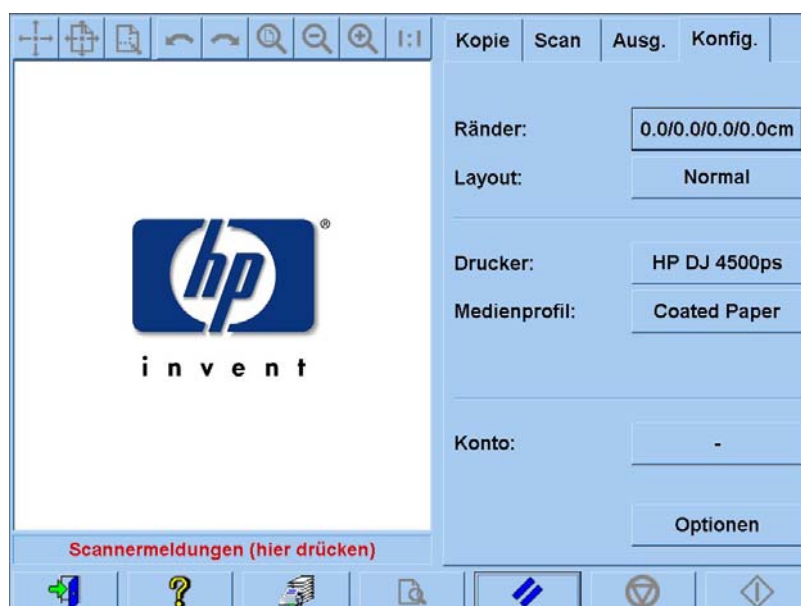 1:1
Kopie Scan Ausg. Konfig.
Ränder: 0.0/0.0/0.0/0.0cm
Layout: Normal
hp®
invent
Drucker: HP DJ 4500ps
Medienprofil: Coated Paper
Konto: -
Optionen
Scannermeldungen (hier drücken)
?